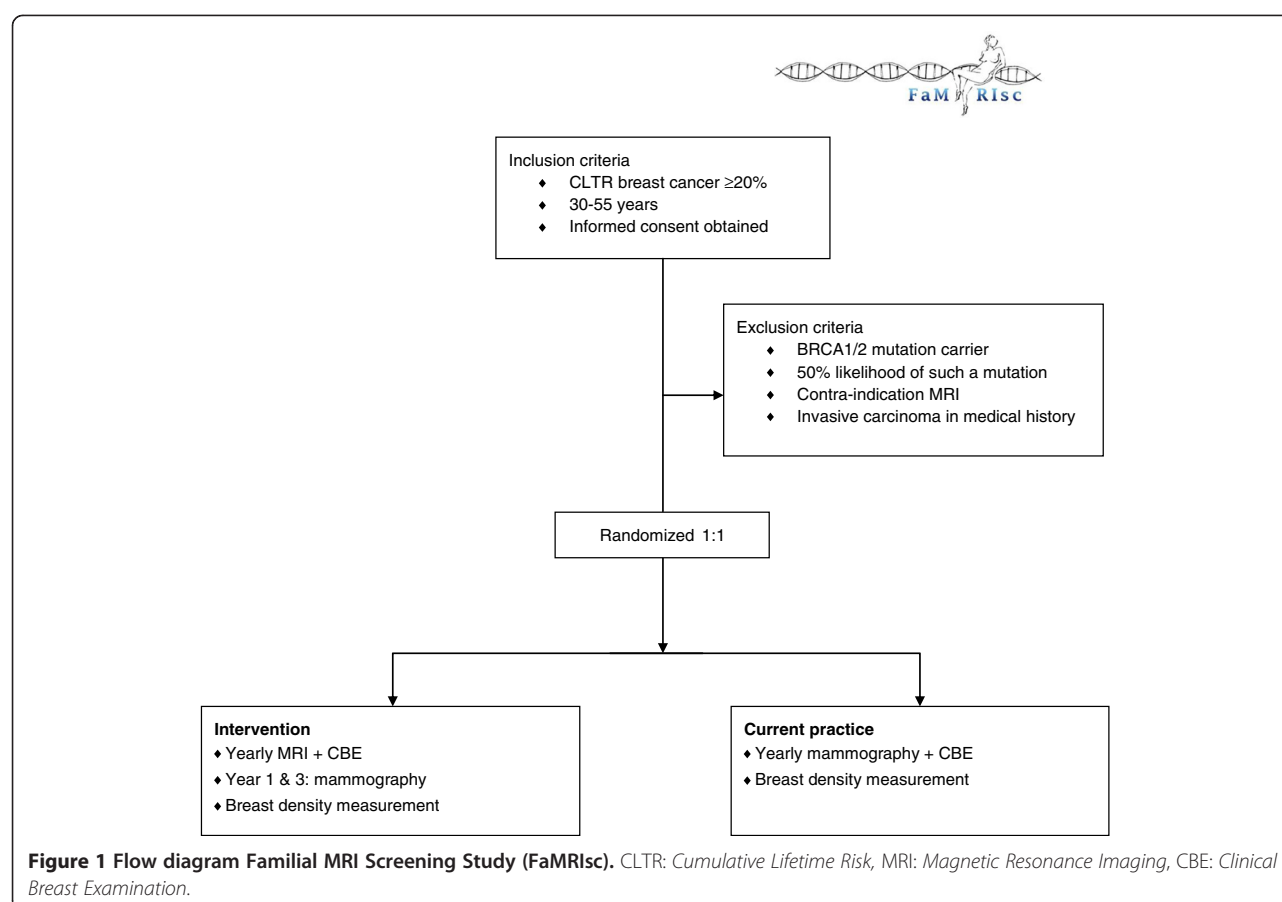 FaM RIsc
Inclusion criteria
♦ CLTR breast cancer ≥20%
♦ 30-55 years
♦ Informed consent obtained
Exclusion criteria
♦ BRCA1/2 mutation carrier
♦ 50% likelihood of such a mutation
♦ Contra-indication MRI
♦ Invasive carcinoma in medical history
Randomized 1:1
Intervention
♦ Yearly MRI + CBE
♦ Year 1 & 3: mammography
♦ Breast density measurement
Current practice
♦ Yearly mammography + CBE
♦ Breast density measurement
Figure 1 Flow diagram Familial MRI Screening Study (FaMRIsc). CLTR: Cumulative Lifetime Risk, MRI: Magnetic Resonance Imaging, CBE: Clinical
Breast Examination.